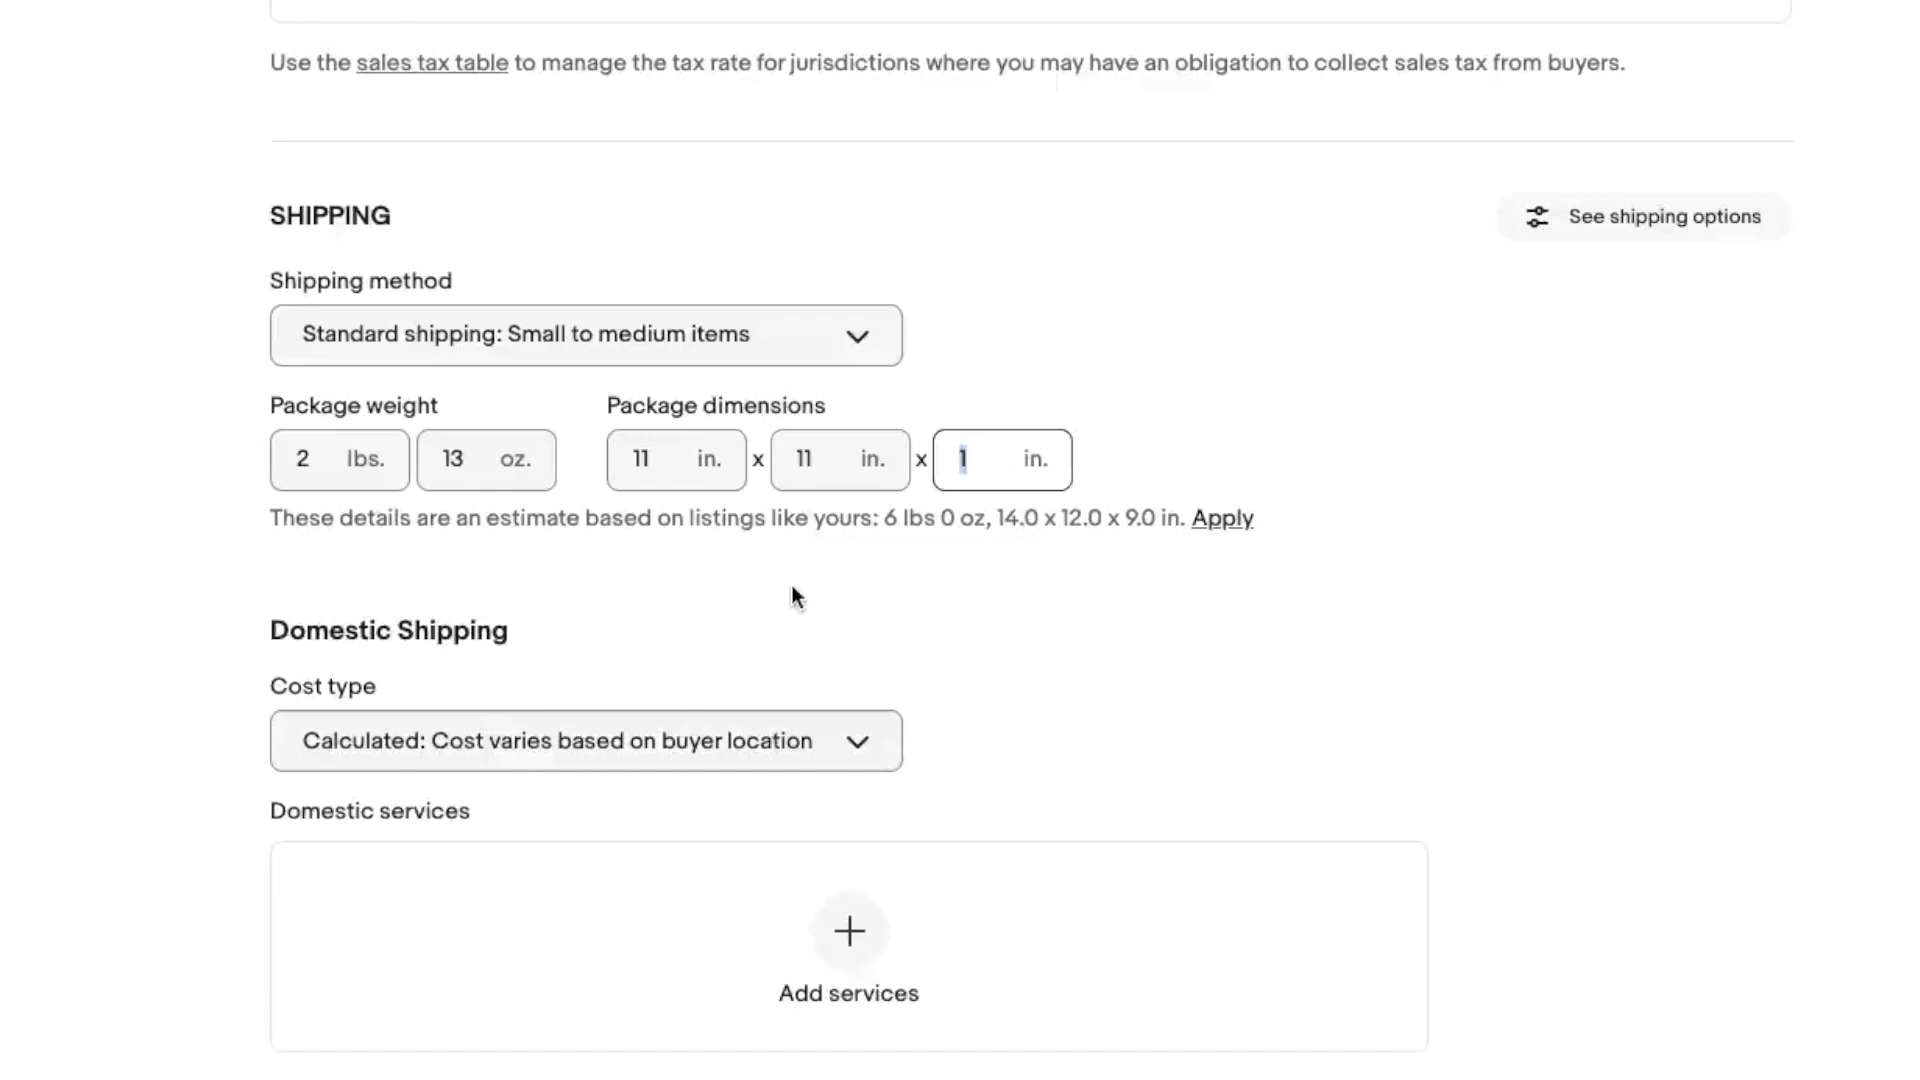 Use the sales tax table to manage the tax rate for jurisdictions where you may have an obligation to collect sales tax from buyers.
SHIPPING
See shipping options
Shipping method
Standard shipping: Small to medium items
Package weight
Package dimensions
2 lbs. 13 oz. 11 in. x 11 in. x 1 in.
These details are an estimate based on listings like yours: 6 lbs 0 oz, 14.0 x 12.0 x 9.0 in. Apply
Domestic Shipping
Cost type
Calculated: Cost varies based on buyer location
Domestic services
Add services